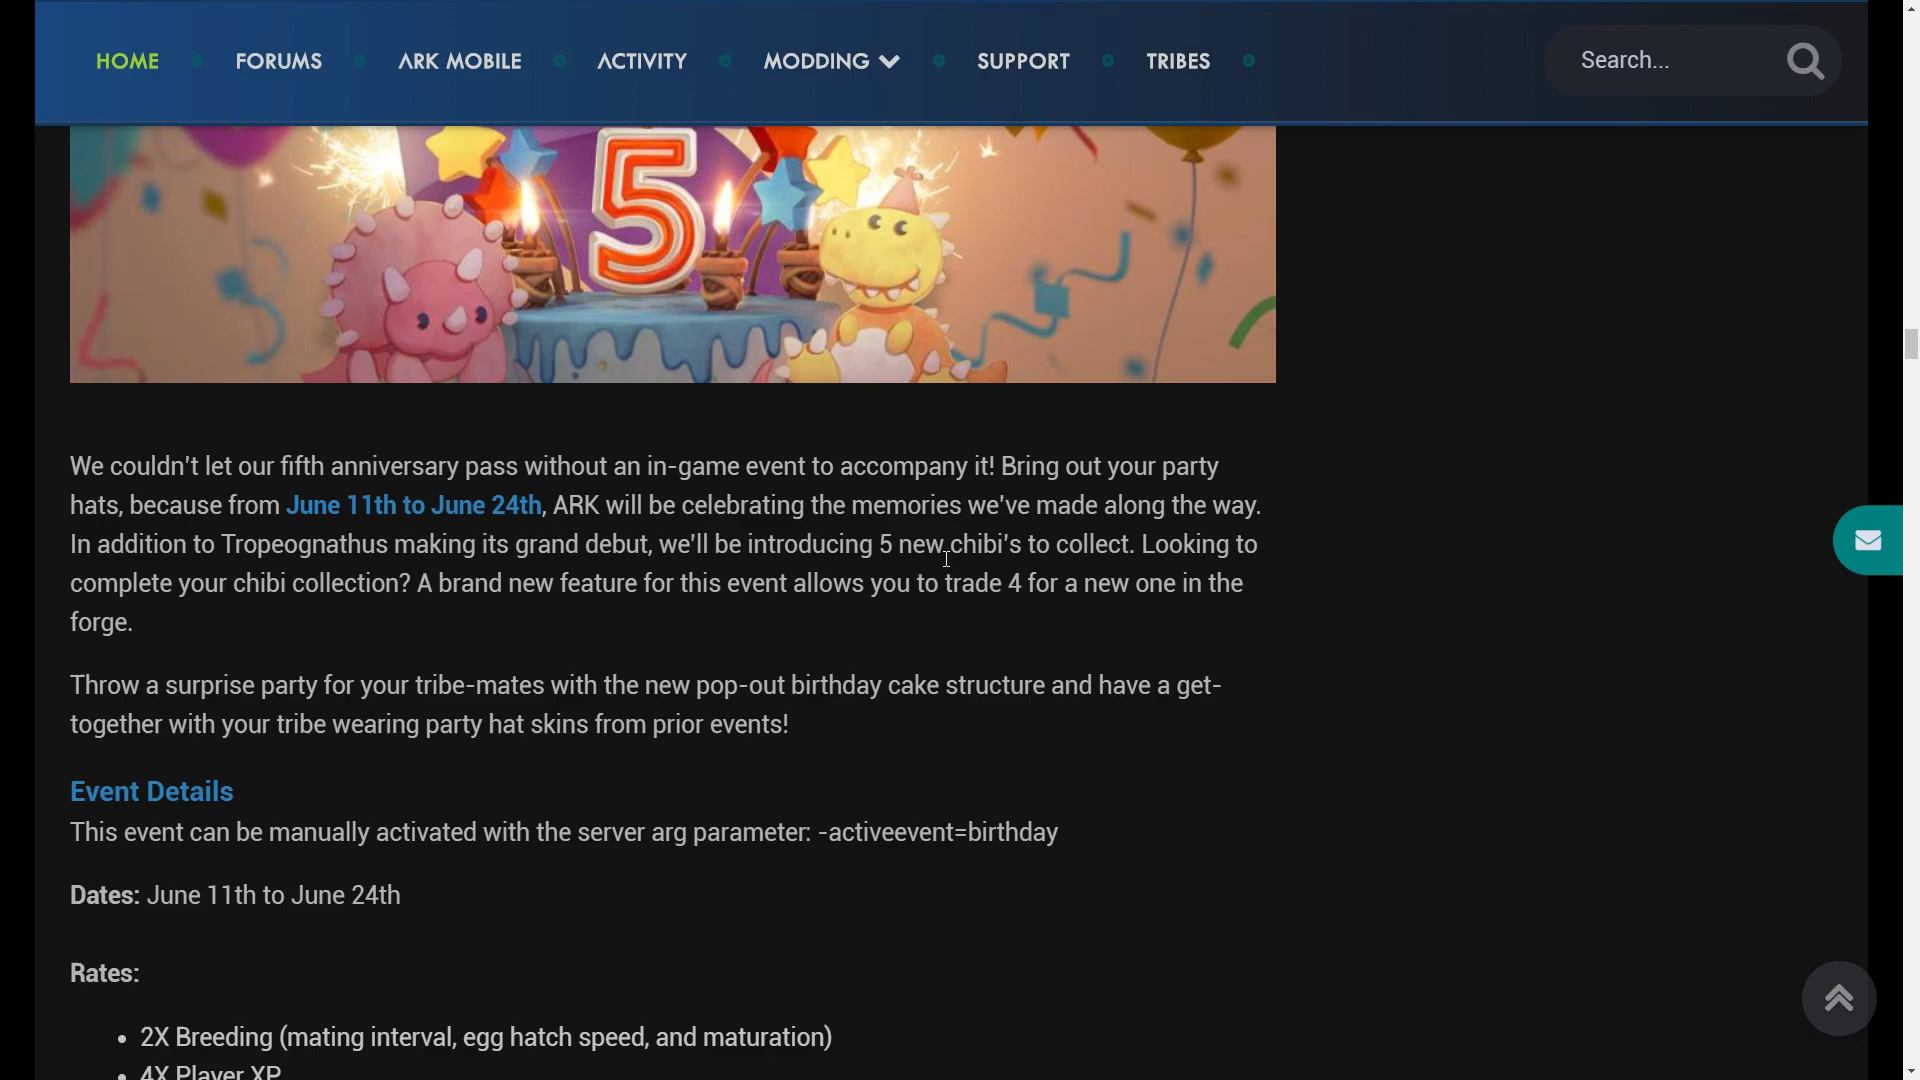 HOME FORUMS ARK MOBILE ACTIVITY MODDING SUPPORT TRIBES Search...
5
We couldn't let our fifth anniversary pass without an in-game event to accompany it! Bring out your party
hats, because from June 11th to June 24th, ARK will be celebrating the memories we've made along the way.
In addition to Tropeognathus making its grand debut, we'll be introducing 5 new chibi's to collect. Looking to
complete your chibi collection? A brand new feature for this event allows you to trade 4 for a new one in the
forge.
Throw a surprise party for your tribe-mates with the new pop-out birthday cake structure and have a get-
together with your tribe wearing party hat skins from prior events!
Event Details
This event can be manually activated with the server arg parameter: -activeevent=birthday
Dates: June 11th to June 24th
Rates:
• 2X Breeding (mating interval, egg hatch speed, and maturation)
• 4X Player XP